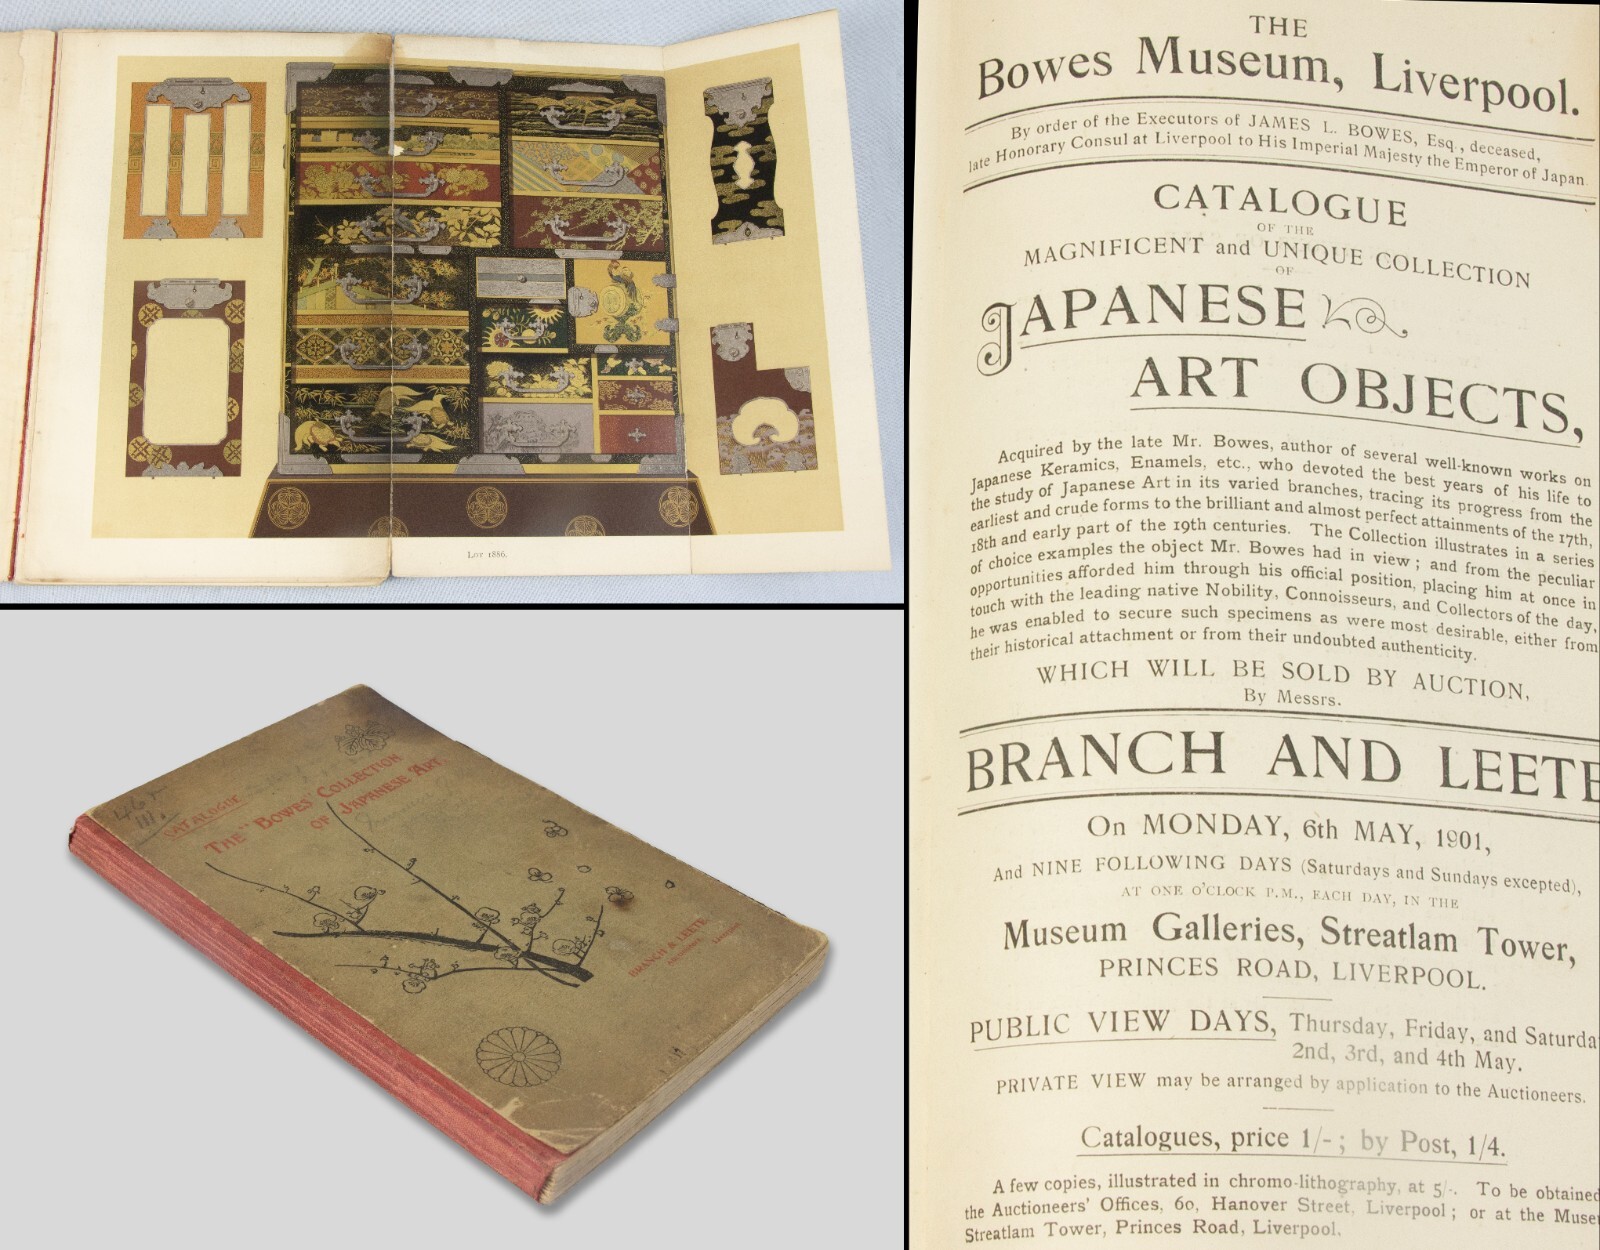 Lot 1886.
467
III.
CATALOGUE
THE "BOWES" COLLECTION
OF JAPANESE ART
BRANCH & LEETE
THE
Bowes Museum, Liverpool.
By order of the Executors of JAMES L. BOWES, Esq., deceased,
late Honorary Consul at Liverpool to His Imperial Majesty the Emperor of Japan
CATALOGUE
OF THE
MAGNIFICENT and UNIQUE COLLECTION
OF
JAPANESE
ART OBJECTS,
Acquired by the late Mr. Bowes, author of several well-known works on
Japanese Keramics, Enamels, etc., who devoted the best years of his life to
the study of Japanese Art in its varied branches, tracing its progress from the
earliest and crude forms to the brilliant and almost perfect attainments of the 17th,
18th and early part of the 19th centuries. The Collection illustrates in a series
of choice examples the object Mr. Bowes had in view; and from the peculiar
opportunities afforded him through his official position, placing him at once in
touch with the leading native Nobility, Connoisseurs, and Collectors of the day,
he was enabled to secure such specimens as were most desirable, either from
their historical attachment or from their undoubted authenticity.
WHICH WILL BE SOLD BY AUCTION,
By Messrs.
BRANCH AND LEETE
On MONDAY, 6th MAY, 1901,
And NINE FOLLOWING DAYS (Saturdays and Sundays excepted),
AT ONE O'CLOCK P.M., EACH DAY, IN THE
Museum Galleries, Streatlam Tower,
PRINCES ROAD, LIVERPOOL.
PUBLIC VIEW DAYS, Thursday, Friday, and Saturda
2nd, 3rd, and 4th May.
PRIVATE VIEW may be arranged by application to the Auctioneers.
Catalogues, price 1/-; by Post, 1/4.
A few copies, illustrated in chromo-lithography, at 5/-. To be obtained
the Auctioneers' Offices, 60, Hanover Street, Liverpool; or at the Muse
Streatlam Tower, Princes Road, Liverpool.